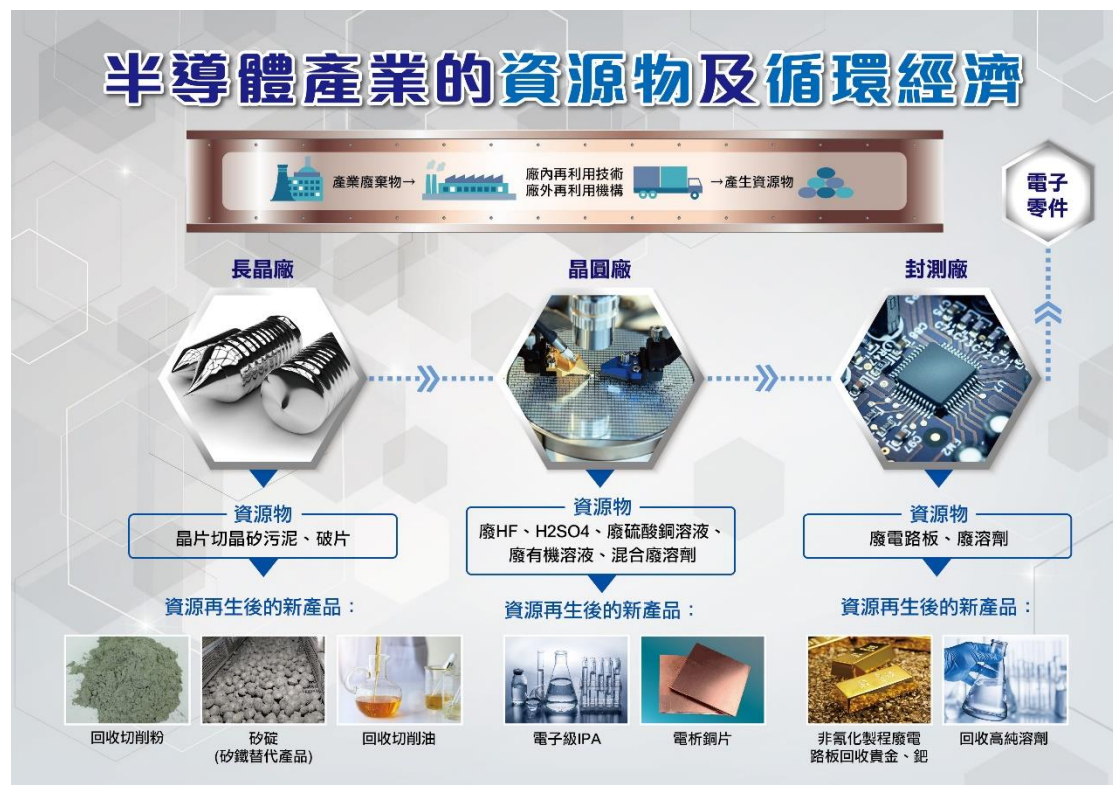 半導體產業的資源物及循環經濟
產業廢棄物→
廠內再利用技術
廠外再利用機構
→產生資源物
電子
零件
長晶廠
晶圓廠
封測廠
資源物
晶片切晶矽污泥、破片
資源物
廢HF、H2SO4、廢硫酸銅溶液、
廢有機溶液、混合廢溶劑
資源物
廢電路板、廢溶劑
資源再生後的新產品：
回收切削粉
矽碇
(矽鐵替代產品)
回收切削油
資源再生後的新產品：
電子級IPA
電析銅片
資源再生後的新產品：
非氰化製程廢電
路板回收貴金、鈀
回收高純溶劑